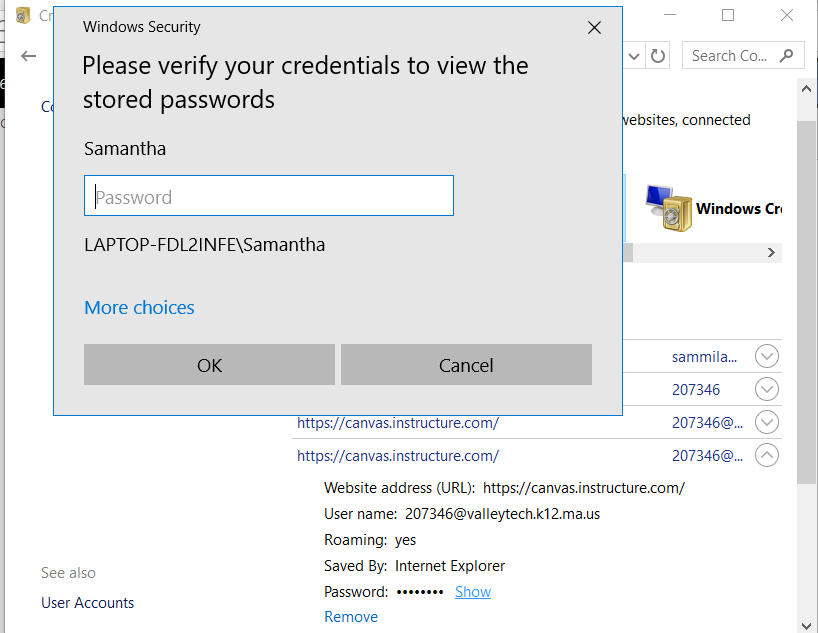 Cr
Windows Security
Please verify your credentials to view the
stored passwords
Search Co...
Samantha
Password
LAPTOP-FDL2INFE\Samantha
More choices
OK
Cancel
websites, connected
Windows Cr
sammila...
207346
https://canvas.instructure.com/ 207346@...
https://canvas.instructure.com/ 207346@...
Website address (URL): https://canvas.instructure.com/
User name: 207346@valleytech.k12.ma.us
Roaming: yes
Saved By: Internet Explorer
Password: •••••••• Show
Remove
See also
User Accounts